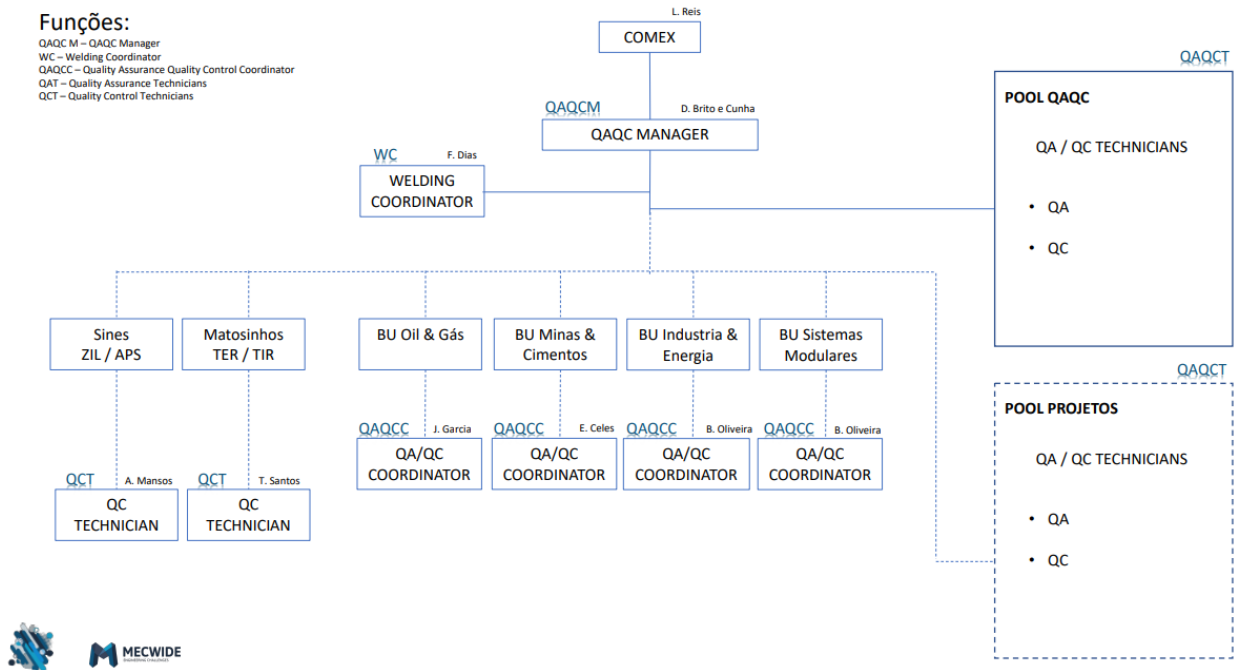 Funções:
QAQC M – QAQC Manager
WC – Welding Coordinator
QAQCC – Quality Assurance Quality Control Coordinator
QAT – Quality Assurance Technicians
QCT – Quality Control Technicians
L. Reis
COMEX
QAQCM
D. Brito e Cunha
QAQC MANAGER
WC
F. Dias
WELDING
COORDINATOR
QAQCT
POOL QAQC
QA / QC TECHNICIANS
• QA
• QC
Sines
ZIL / APS
Matosinhos
TER / TIR
BU Oil & Gás
BU Minas &
Cimentos
BU Industria &
Energia
BU Sistemas
Modulares
QAQCC
J. Garcia
QA/QC
COORDINATOR
QAQCC
E. Celes
QA/QC
COORDINATOR
QAQCC
B. Oliveira
QA/QC
COORDINATOR
QAQCC
B. Oliveira
QA/QC
COORDINATOR
QCT
A. Mansos
QC
TECHNICIAN
QCT
T. Santos
QC
TECHNICIAN
QAQCT
POOL PROJETOS
QA / QC TECHNICIANS
• QA
• QC
MECWIDE
ENGINEERING CHALLENGES